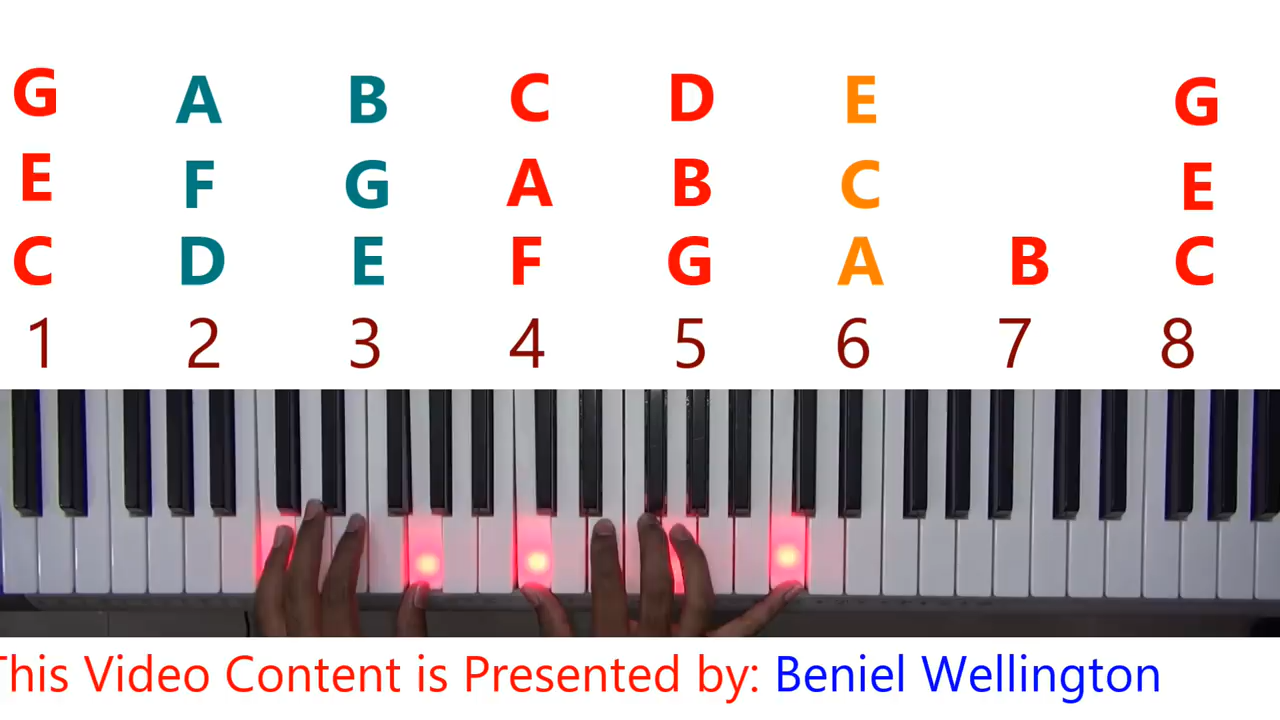 G A B C D E G
E F G A B C E
C D E F G A B C
1 2 3 4 5 6 7 8
This Video Content is Presented by: Beniel Wellington